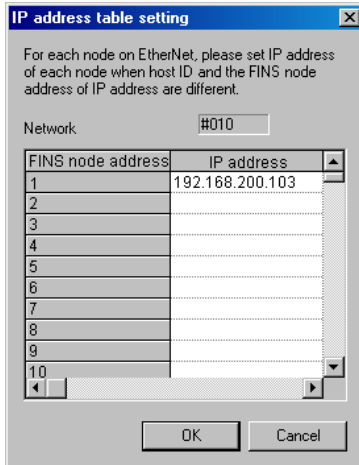 IP address table setting
For each node on EtherNet, please set IP address
of each node when host ID and the FINS node
address of IP address are different.
Network #010
FINS node address IP address
1 192.168.200.103
2
3
4
5
6
7
8
9
10
OK Cancel